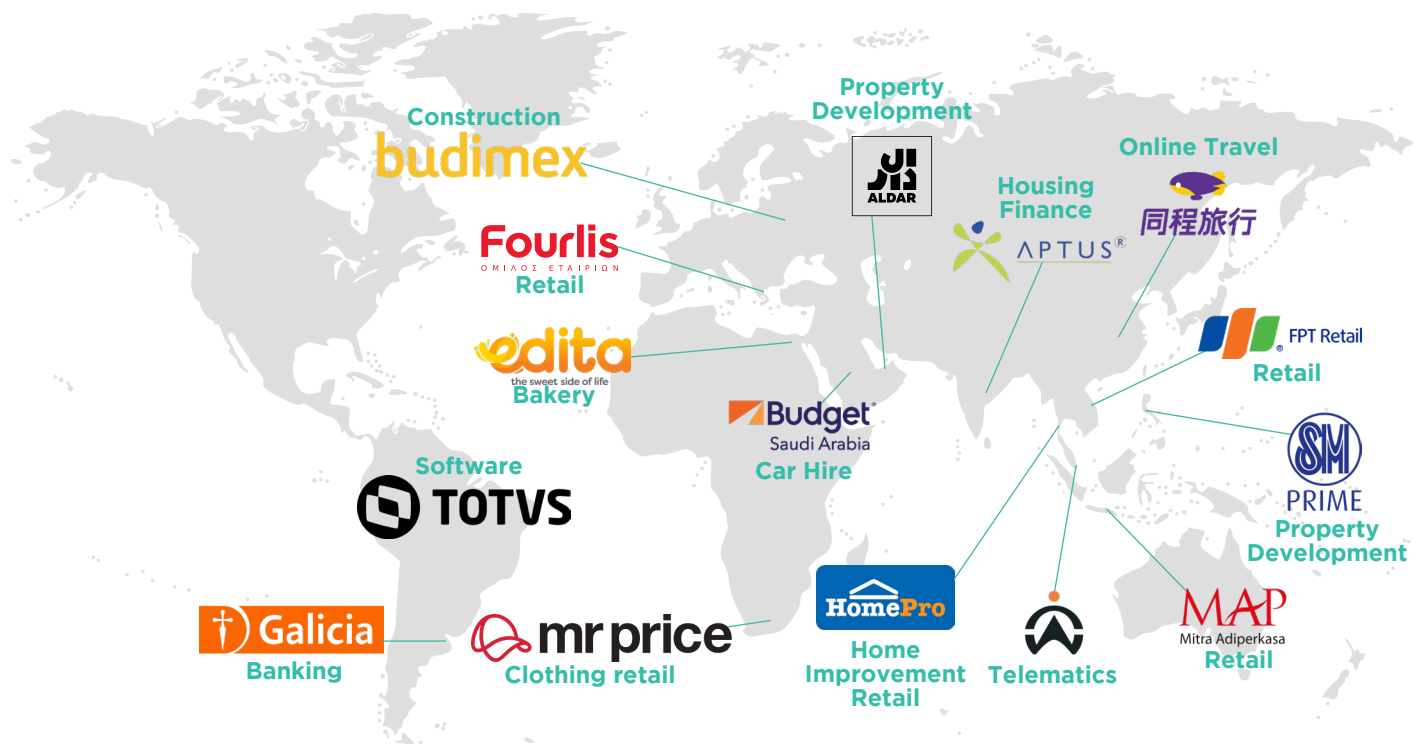 Property
Development
ALDAR
Construction
budimex
Online Travel
同程旅行
Housing
Finance
APTUS®
Fourlis
ΟΜΙΛΟΣ ΕΤΑΙΡΙΩΝ
Retail
edita
the sweet side of life
Bakery
® FPT Retail
Retail
Budget®
Saudi Arabia
Car Hire
SM
PRIME
Property
Development
Software
TOTVS
Galicia
Banking
mr price
Clothing retail
HomePro
Home
Improvement
Retail
Telematics
MAP
Mitra Adiperkasa
Retail